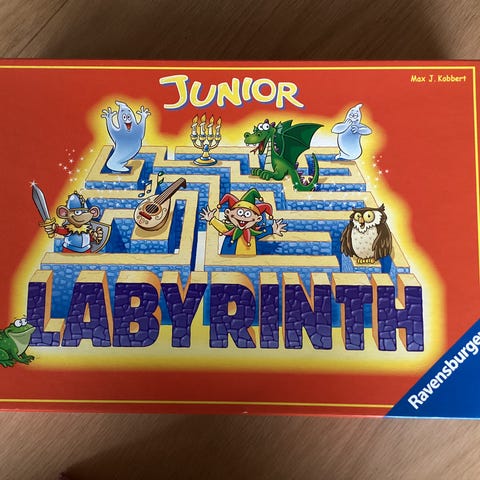 JUNIOR
Max J. Kobbert
LABYRINTH
Ravensburger